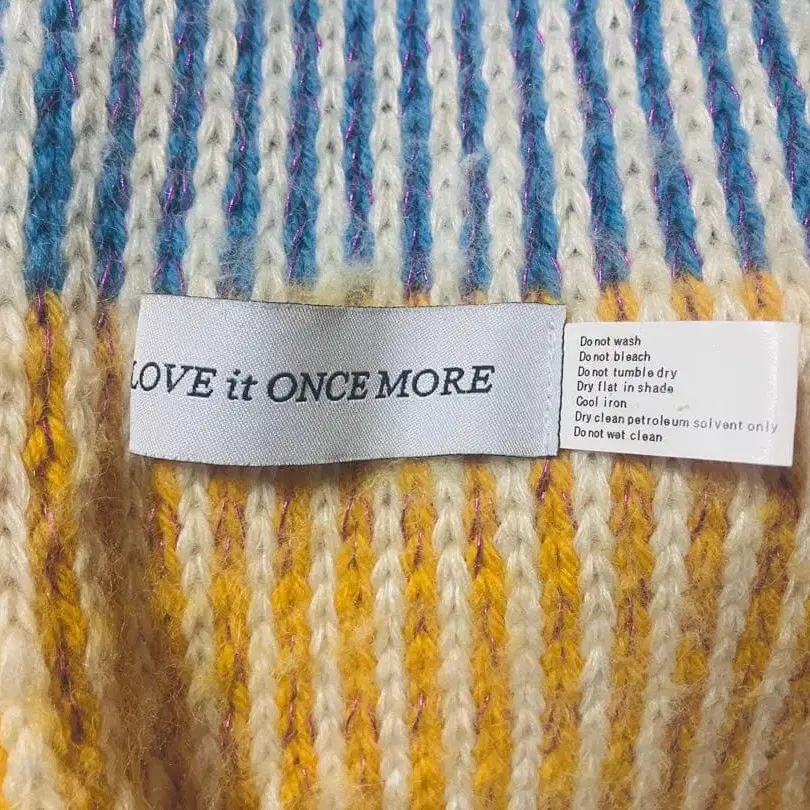 LOVE it ONCE MORE
Do not wash
Do not bleach
Do not tumble dry
Dry flat in shade
Cool iron
Dry clean petroleum solvent only
Do not wet clean